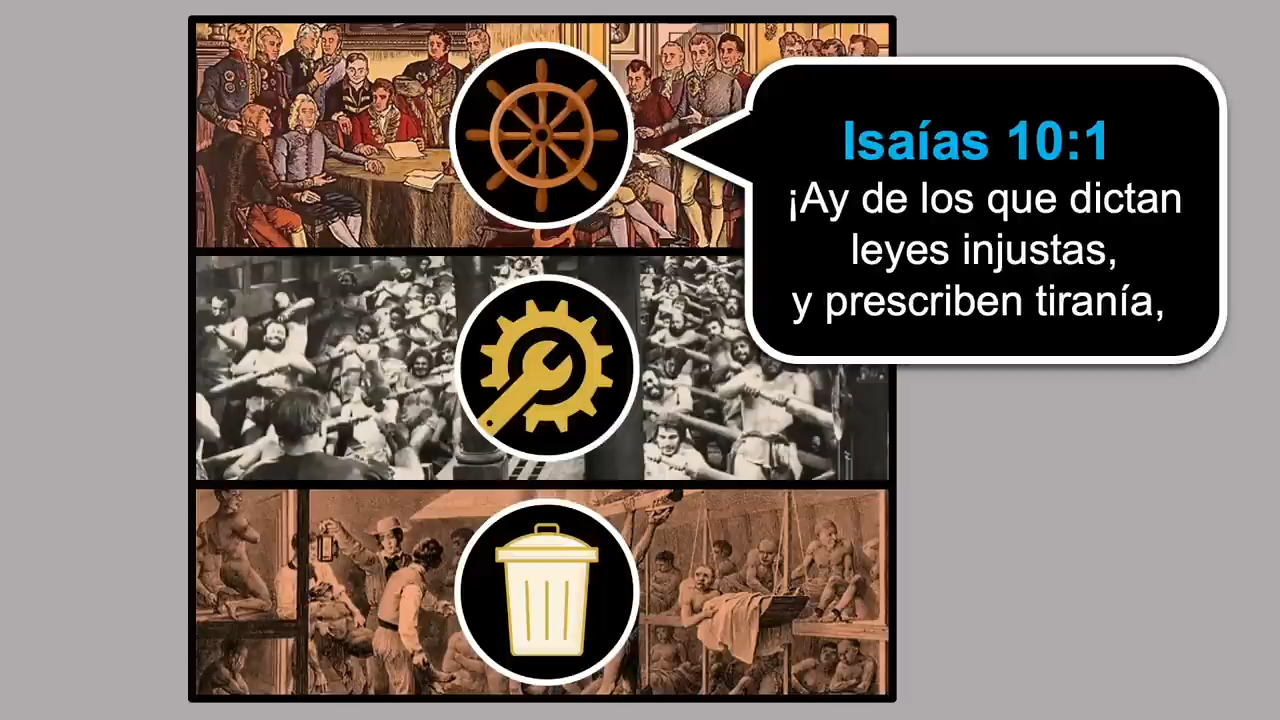 Isaías 10:1
¡Ay de los que dictan
leyes injustas,
y prescriben tiranía,